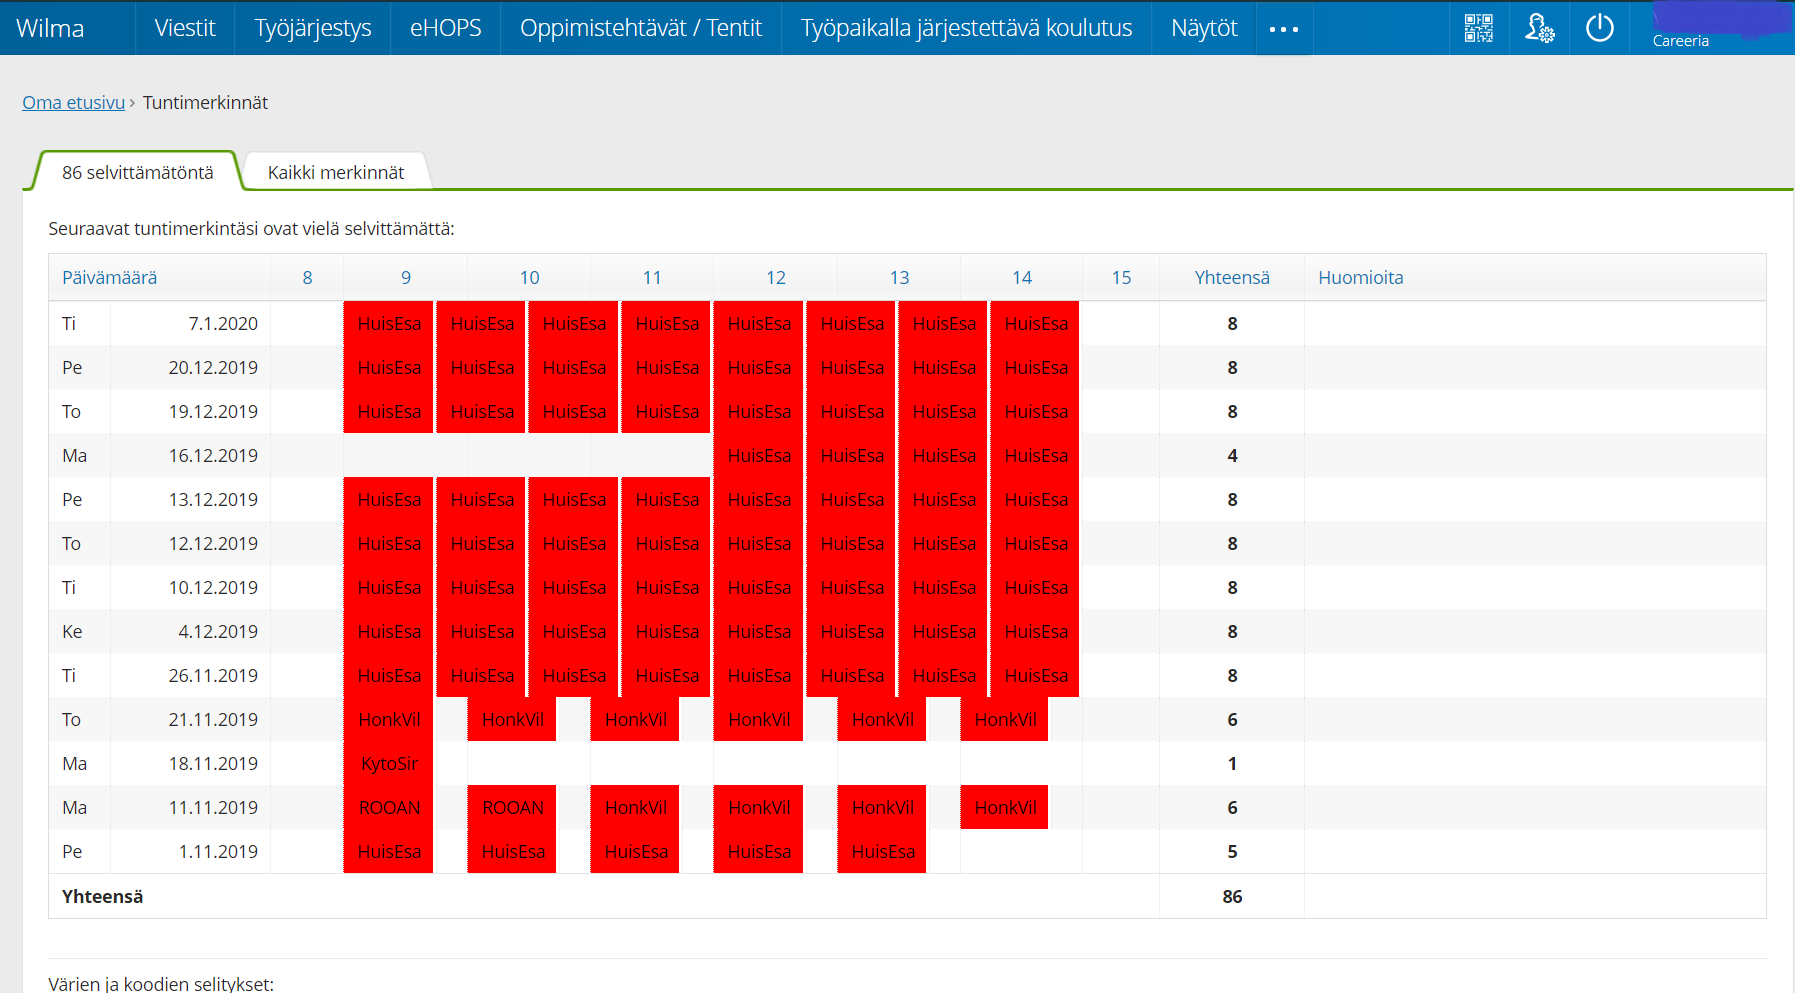 Wilma Viestit Työjärjestys eHOPS Oppimistehtävät / Tentit Työpaikalla järjestettävä koulutus Näytöt ...
Careeria
Oma etusivu › Tuntimerkinnät
86 selvittämätöntä Kaikki merkinnät
Seuraavat tuntimerkintäsi ovat vielä selvittämättä:
Päivämäärä 8 9 10 11 12 13 14 15 Yhteensä Huomioita
Ti 7.1.2020 HuisEsa HuisEsa HuisEsa HuisEsa HuisEsa HuisEsa HuisEsa HuisEsa 8
Pe 20.12.2019 HuisEsa HuisEsa HuisEsa HuisEsa HuisEsa HuisEsa HuisEsa HuisEsa 8
To 19.12.2019 HuisEsa HuisEsa HuisEsa HuisEsa HuisEsa HuisEsa HuisEsa HuisEsa 8
Ma 16.12.2019 HuisEsa HuisEsa HuisEsa HuisEsa 4
Pe 13.12.2019 HuisEsa HuisEsa HuisEsa HuisEsa HuisEsa HuisEsa HuisEsa HuisEsa 8
To 12.12.2019 HuisEsa HuisEsa HuisEsa HuisEsa HuisEsa HuisEsa HuisEsa HuisEsa 8
Ti 10.12.2019 HuisEsa HuisEsa HuisEsa HuisEsa HuisEsa HuisEsa HuisEsa HuisEsa 8
Ke 4.12.2019 HuisEsa HuisEsa HuisEsa HuisEsa HuisEsa HuisEsa HuisEsa HuisEsa 8
Ti 26.11.2019 HuisEsa HuisEsa HuisEsa HuisEsa HuisEsa HuisEsa HuisEsa HuisEsa 8
To 21.11.2019 HonkVil HonkVil HonkVil HonkVil HonkVil HonkVil 6
Ma 18.11.2019 KytoSir 1
Ma 11.11.2019 ROOAN ROOAN HonkVil HonkVil HonkVil HonkVil 6
Pe 1.11.2019 HuisEsa HuisEsa HuisEsa HuisEsa HuisEsa 5
Yhteensä 86
Värien ja koodien selitykset: